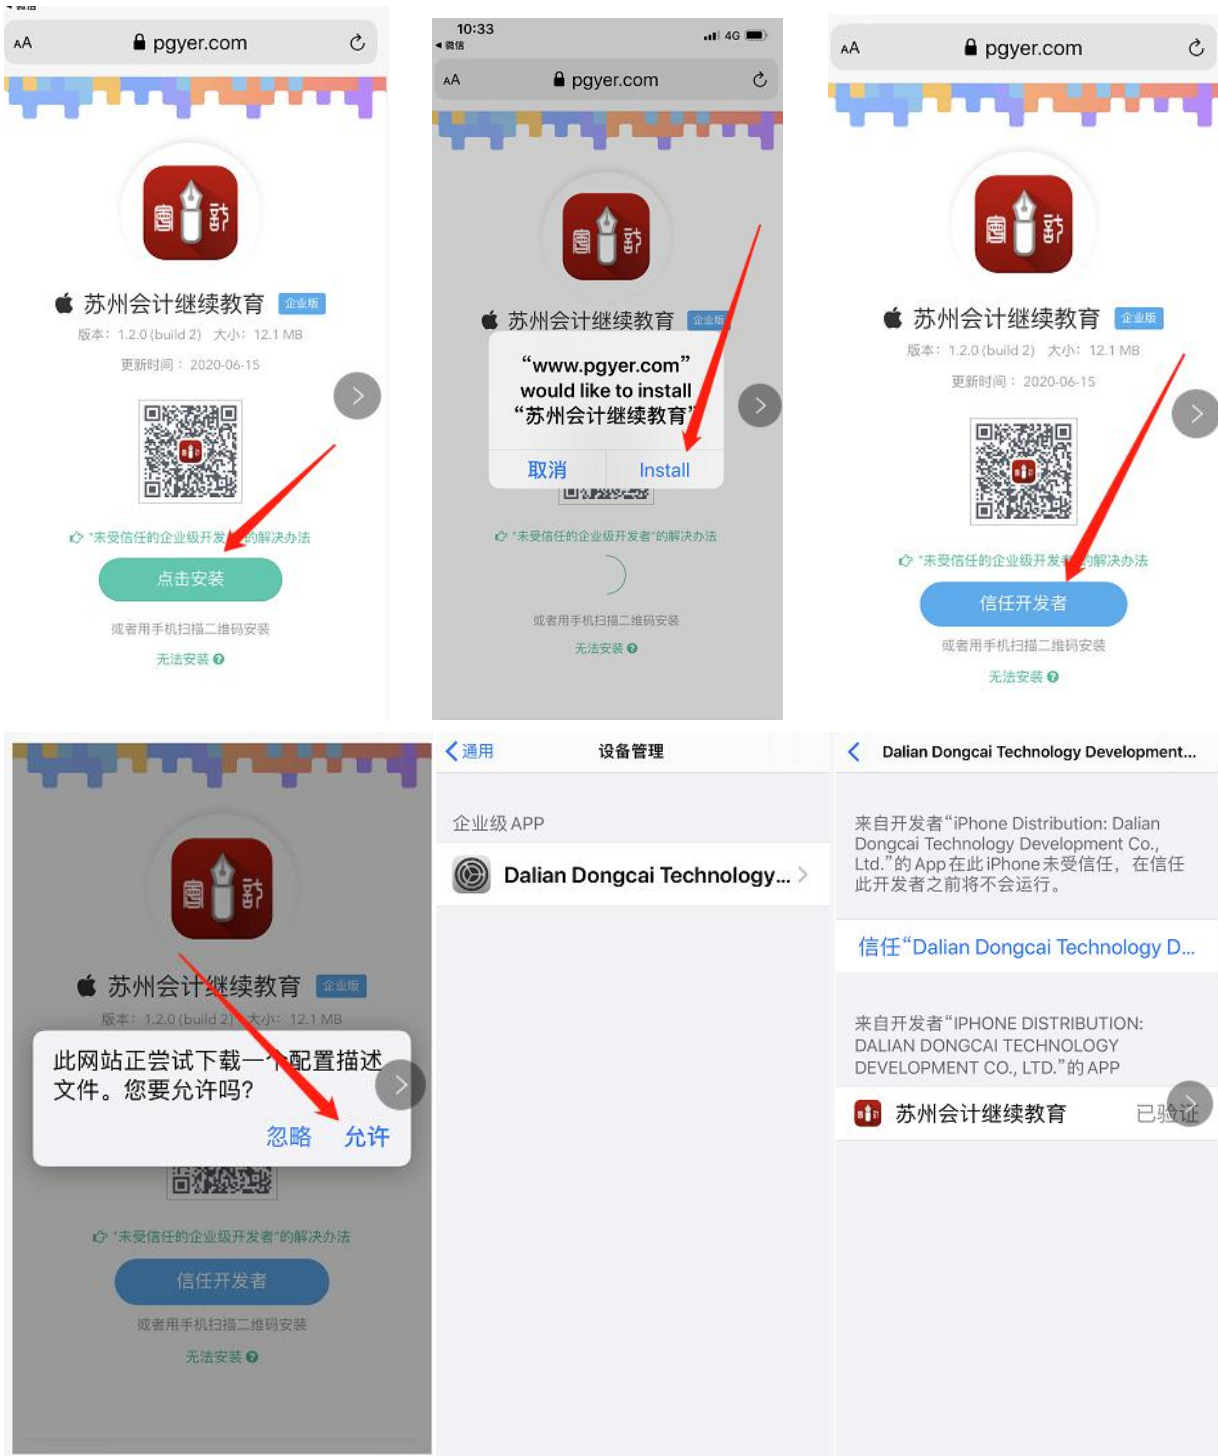 ◀ 微信
AA pgyer.com
會 計
苏州会计继续教育 企业版
版本：1.2.0 (build 2) 大小：12.1 MB
更新时间：2020-06-15
"未受信任的企业级开发 的解决办法
点击安装
或者用手机扫描二维码安装
无法安装
10:33
4G
◀ 微信
AA pgyer.com
會 計
苏州会计继续教育 企业版
“www.pgyer.com”
would like to install
“苏州会计继续教育”
取消 Install
"未受信任的企业级开发者"的解决办法
或者用手机扫描二维码安装
无法安装
AA pgyer.com
會 計
苏州会计继续教育 企业版
版本：1.2.0 (build 2) 大小：12.1 MB
更新时间：2020-06-15
"未受信任的企业级开发者 的解决办法
信任开发者
或者用手机扫描二维码安装
无法安装
會 計
苏州会计继续教育 企业版
版本：1.2.0 (build 2) 大小：12.1 MB
此网站正尝试下载一个配置描述
文件。您要允许吗？
忽略 允许
"未受信任的企业级开发者"的解决办法
信任开发者
或者用手机扫描二维码安装
无法安装
通用 设备管理
企业级 APP
Dalian Dongcai Technology...
Dalian Dongcai Technology Development...
来自开发者“iPhone Distribution: Dalian
Dongcai Technology Development Co.,
Ltd.”的 App 在此 iPhone 未受信任，在信任
此开发者之前将不会运行。
信任“Dalian Dongcai Technology D...
来自开发者“IPHONE DISTRIBUTION:
DALIAN DONGCAI TECHNOLOGY
DEVELOPMENT CO., LTD.”的 APP
苏州会计继续教育 已验证